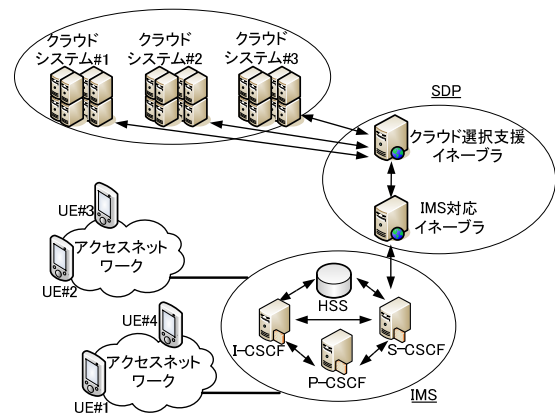 クラウド
システム#1
クラウド
システム#2
クラウド
システム#3
SDP
クラウド選択支援
イネーブラ
IMS対応
イネーブラ
UE#3
アクセスネット
ワーク
UE#2
UE#4
アクセスネット
ワーク
UE#1
HSS
I-CSCF
S-CSCF
P-CSCF
IMS